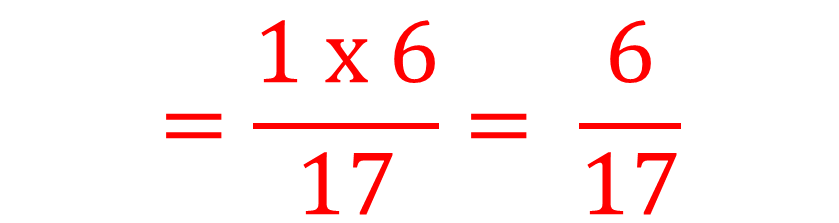 = 1 x 6 / 17 = 6 / 17